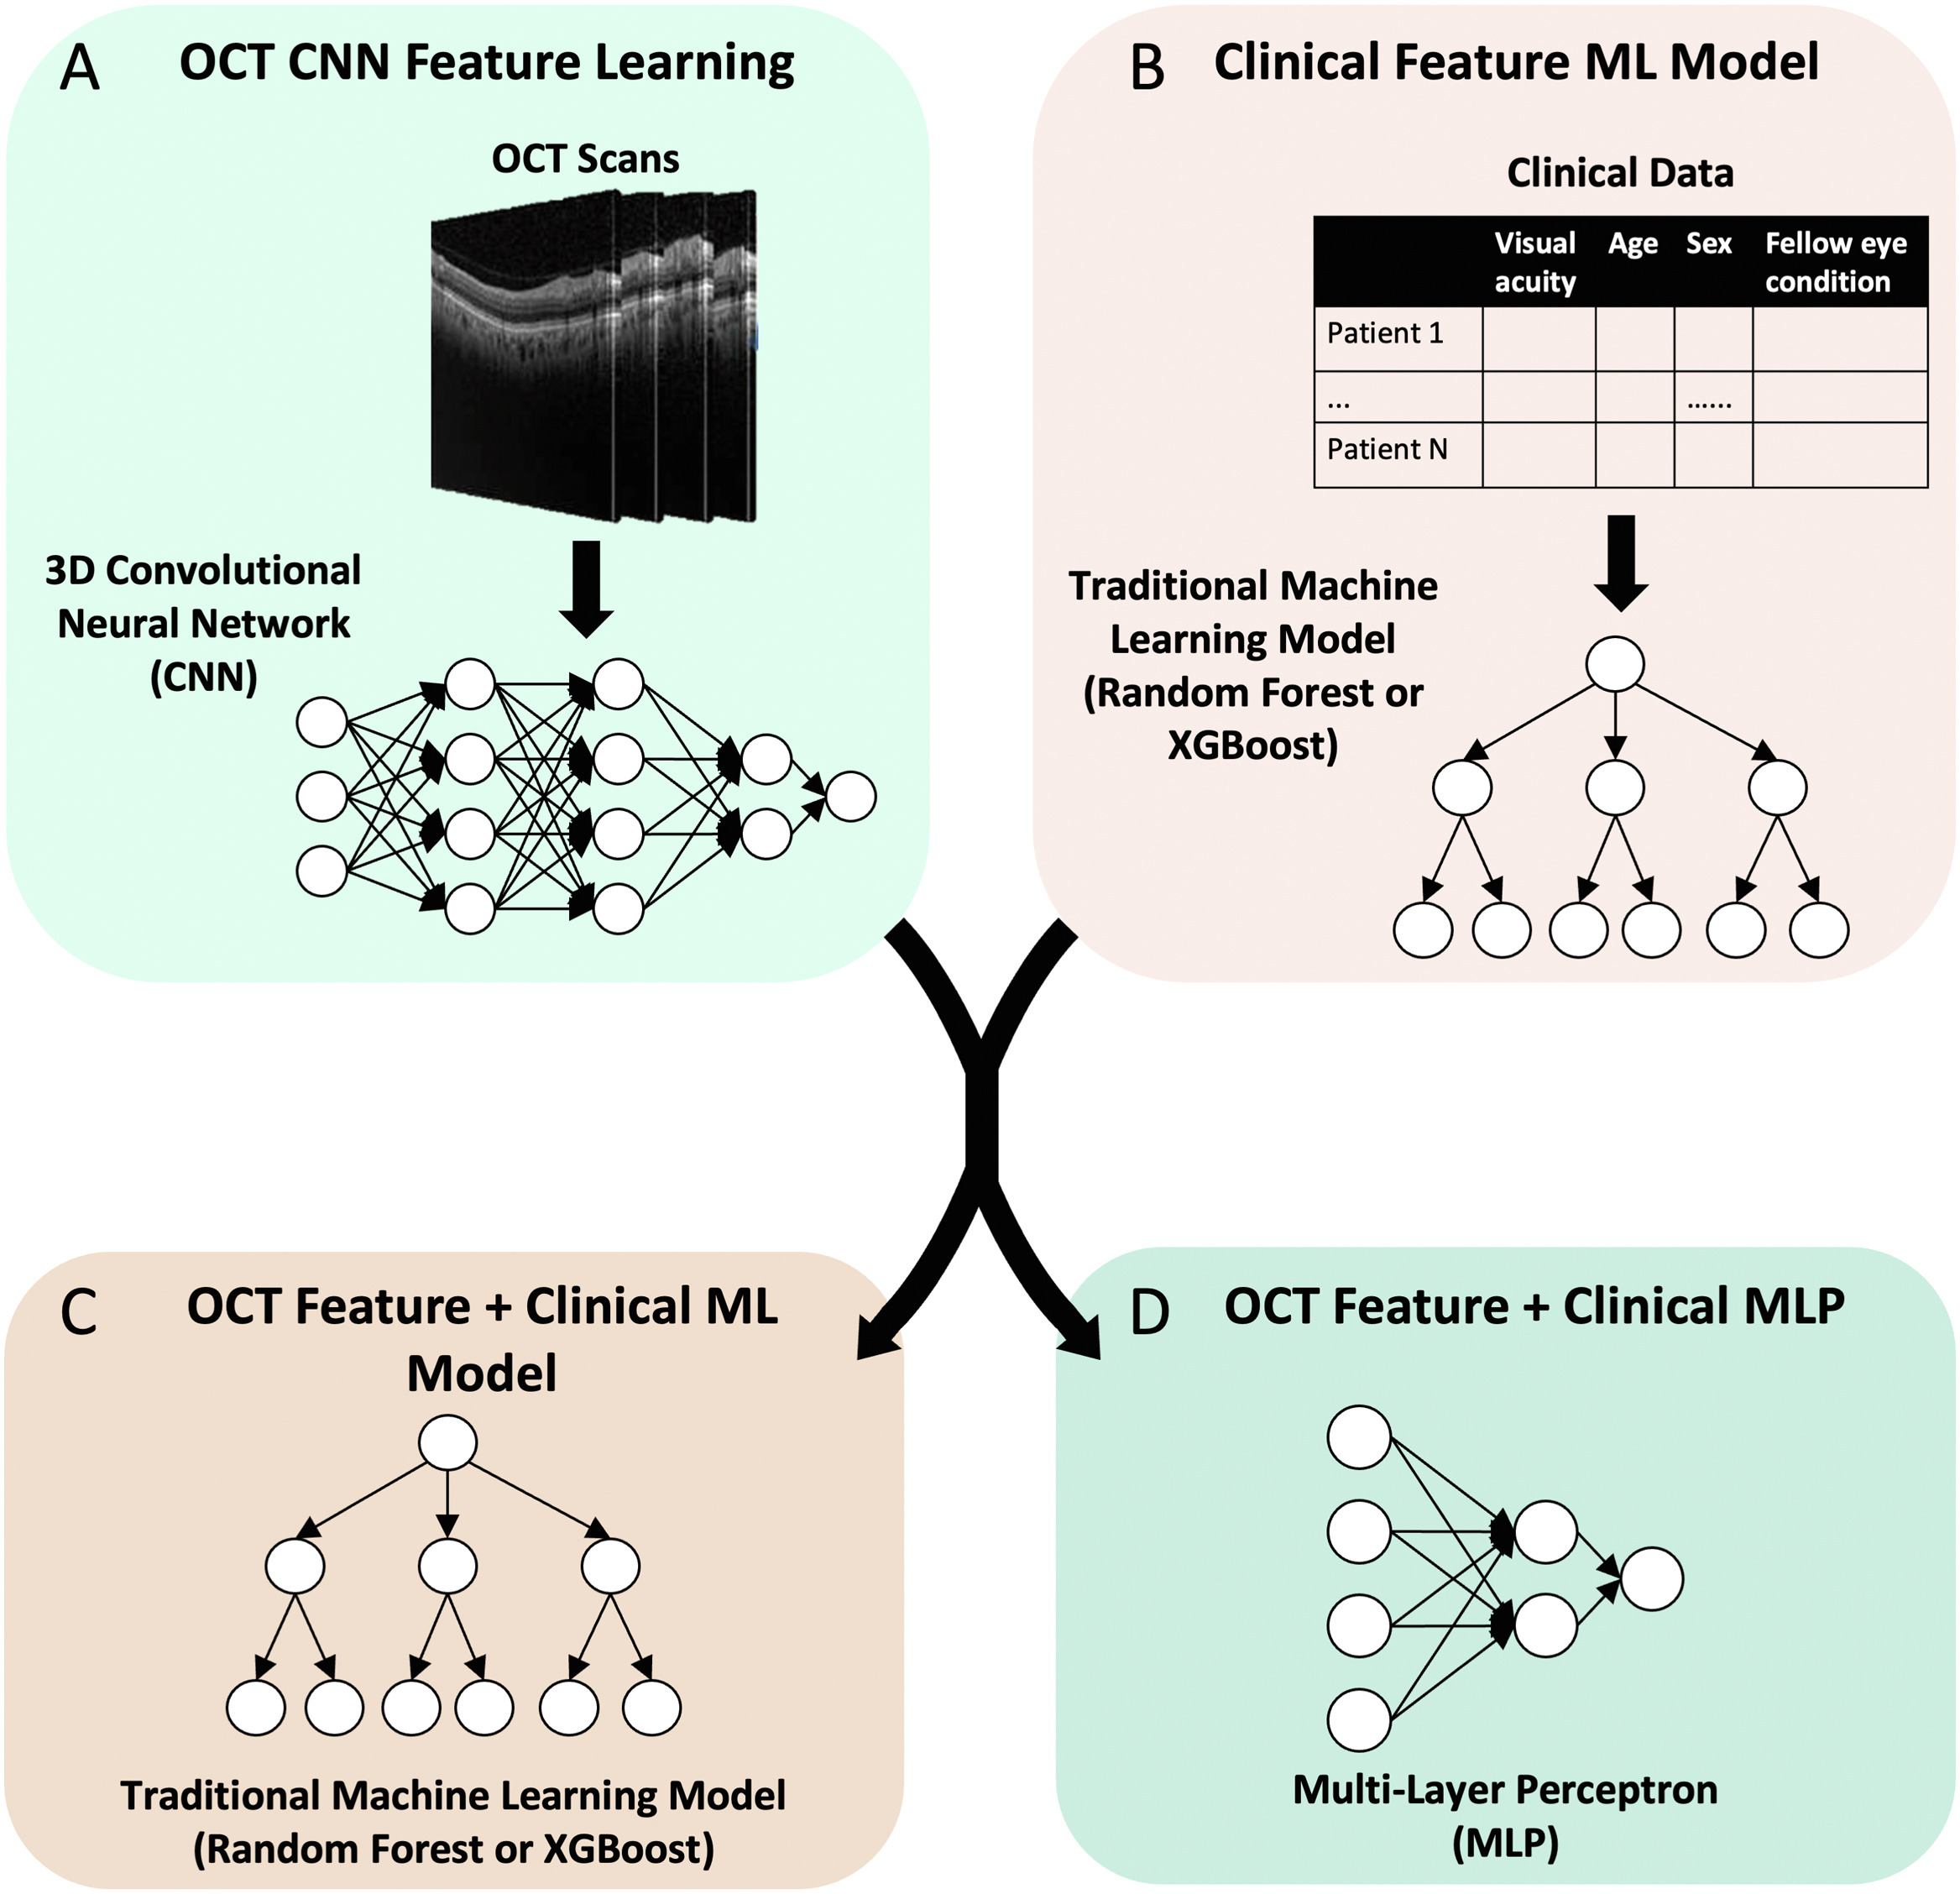 A
OCT CNN Feature Learning
OCT Scans
3D Convolutional
Neural Network
(CNN)
B
Clinical Feature ML Model
Clinical Data
Visual acuity
Age
Sex
Fellow eye condition
Patient 1
...
......
Patient N
Traditional Machine
Learning Model
(Random Forest or
XGBoost)
C
OCT Feature + Clinical ML
Model
Traditional Machine Learning Model
(Random Forest or XGBoost)
D
OCT Feature + Clinical MLP
Multi-Layer Perceptron
(MLP)